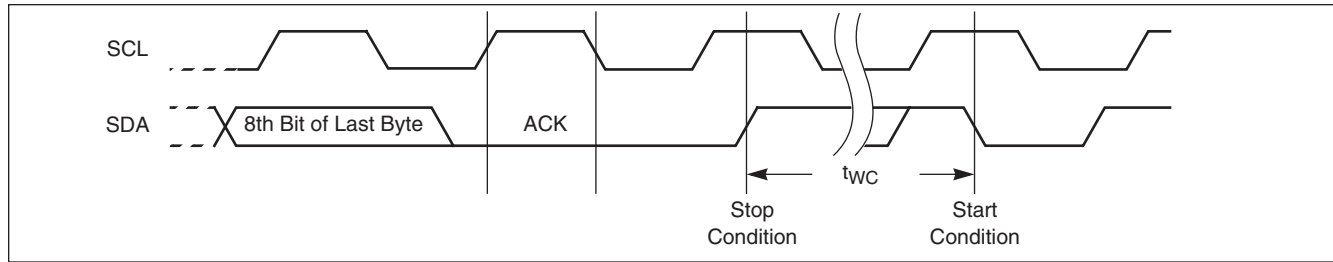 SCL
SDA
8th Bit of Last Byte
ACK
tWC
Stop
Condition
Start
Condition